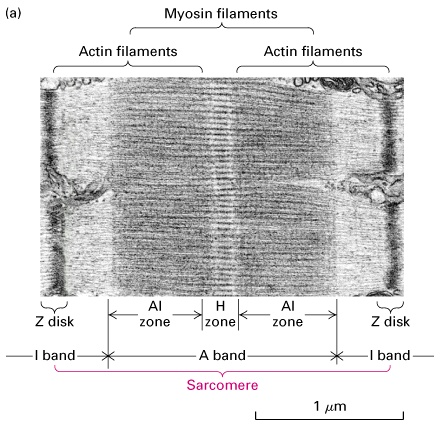 (a)
Myosin filaments
Actin filaments
Actin filaments
AI
zone
H
zone
AI
zone
Z disk
Z disk
I band
A band
I band
Sarcomere
1 μm